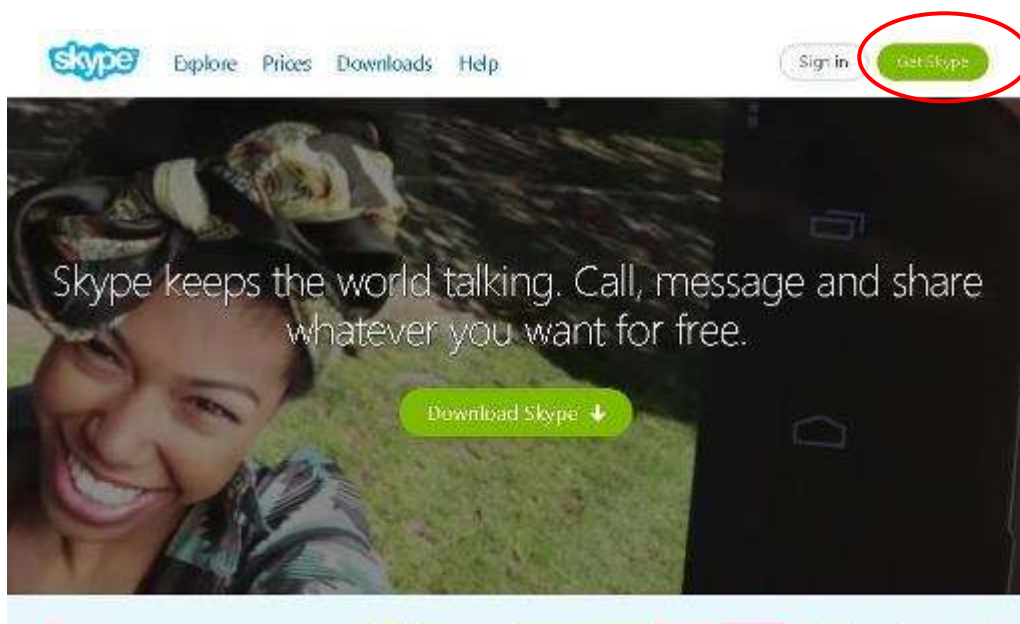 skype Explore Prices Downloads Help Sign in Get Skype
Skype keeps the world talking. Call, message and share
whatever you want for free.
Download Skype